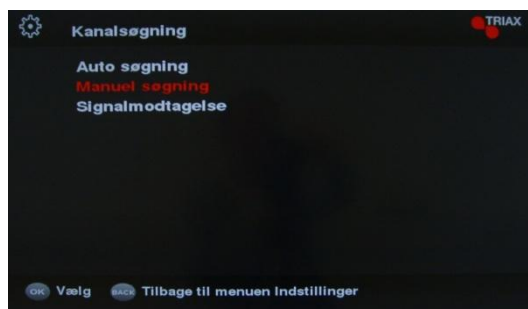 Kanalsøgning
TRIAX
Auto søgning
Manuel søgning
Signalmodtagelse
OK Vælg BACK Tilbage til menuen Indstillinger